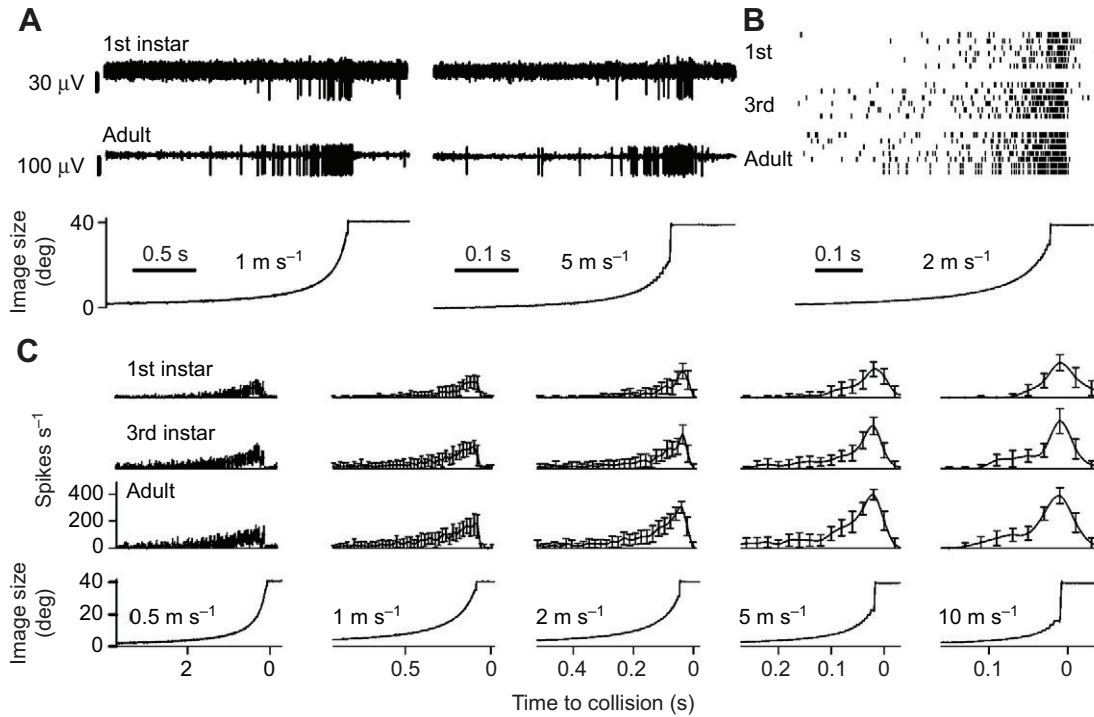 A
B
1st instar
30 µV
Adult
100 µV
1st
3rd
Adult
Image size
(deg)
40
0
0.5 s
1 m s⁻¹
0.1 s
5 m s⁻¹
0.1 s
2 m s⁻¹
C
1st instar
3rd instar
Adult
Spikes s⁻¹
400
200
0
Image size
(deg)
40
20
0
0.5 m s⁻¹
1 m s⁻¹
2 m s⁻¹
5 m s⁻¹
10 m s⁻¹
2 0
0.5 0
0.4 0.2 0
0.2 0.1 0
0.1 0
Time to collision (s)